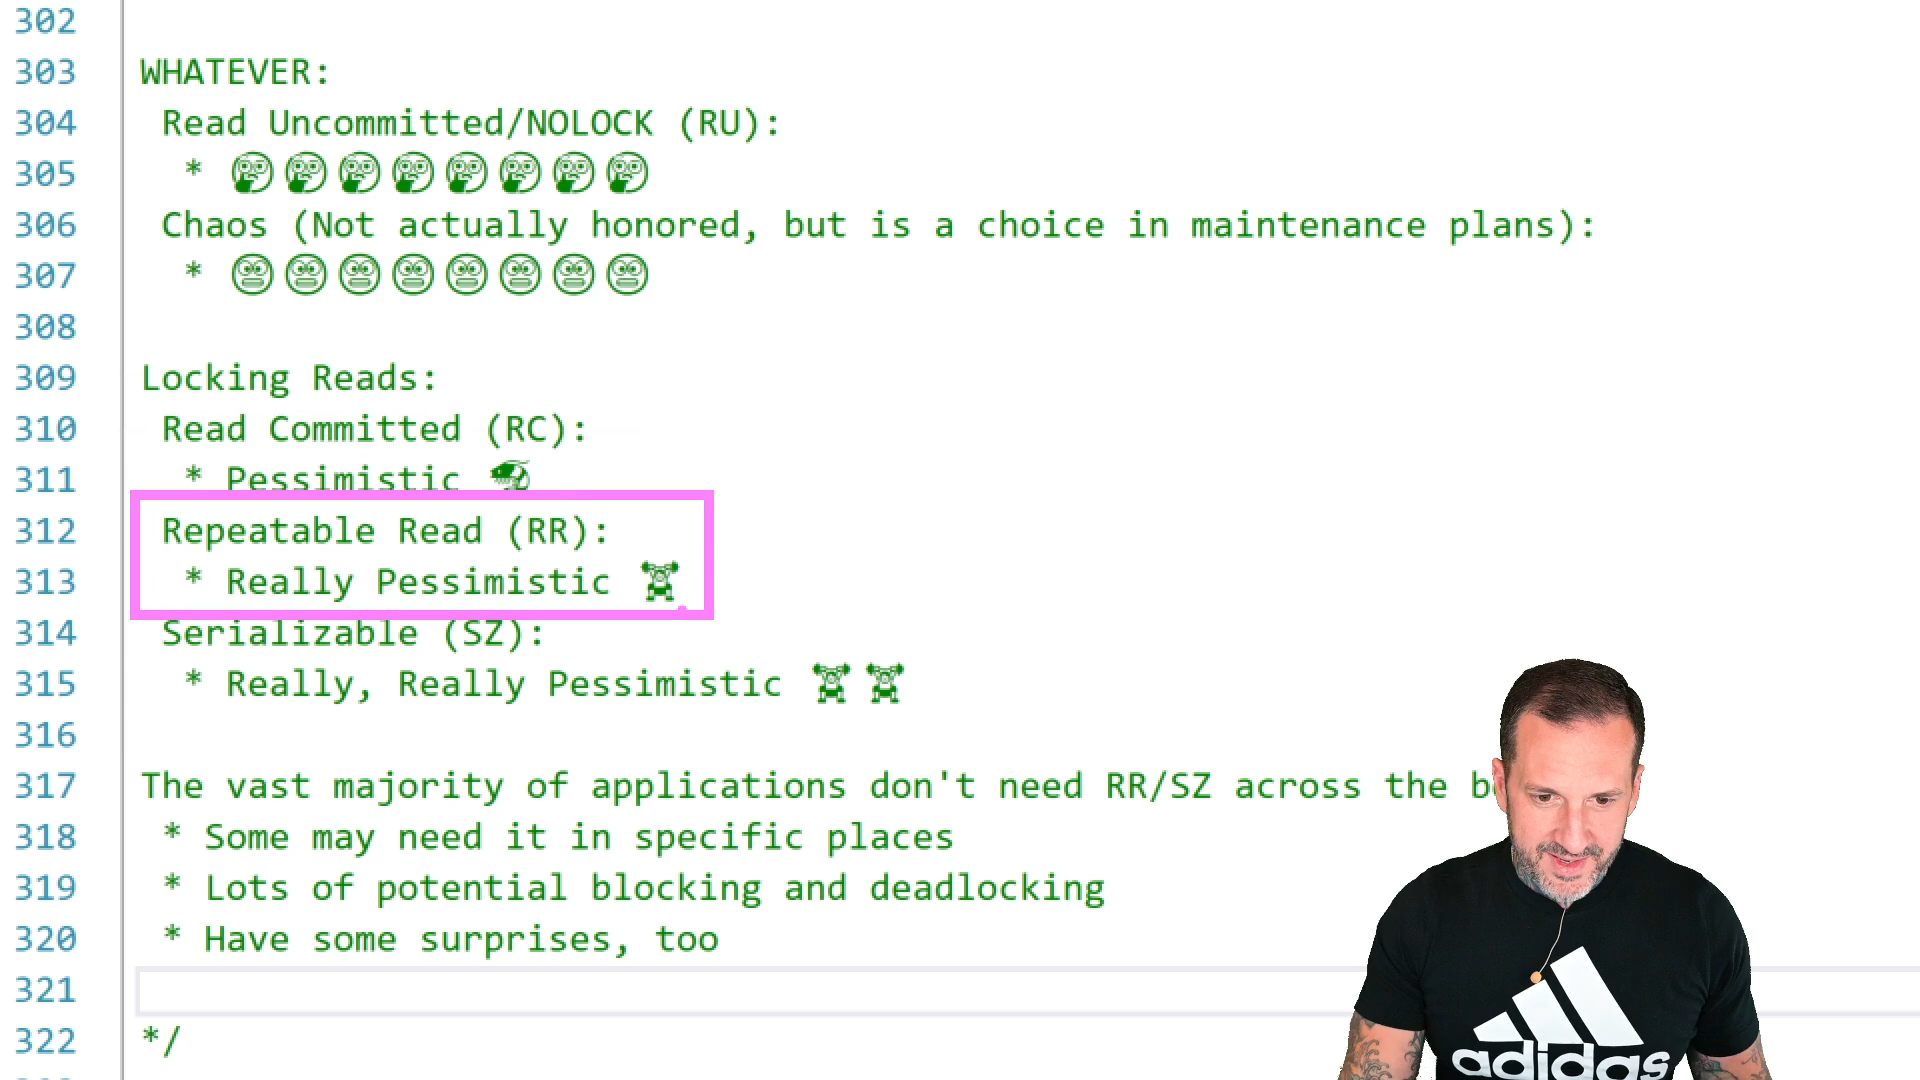 302
303 WHATEVER:
304 Read Uncommitted/NOLOCK (RU):
305 *
306 Chaos (Not actually honored, but is a choice in maintenance plans):
307 *
308
309 Locking Reads:
310 Read Committed (RC):
311 * Pessimistic
312 Repeatable Read (RR):
313 * Really Pessimistic
314 Serializable (SZ):
315 * Really, Really Pessimistic
316
317 The vast majority of applications don't need RR/SZ across the
318 * Some may need it in specific places
319 * Lots of potential blocking and deadlocking
320 * Have some surprises, too
321
322 */
adidas